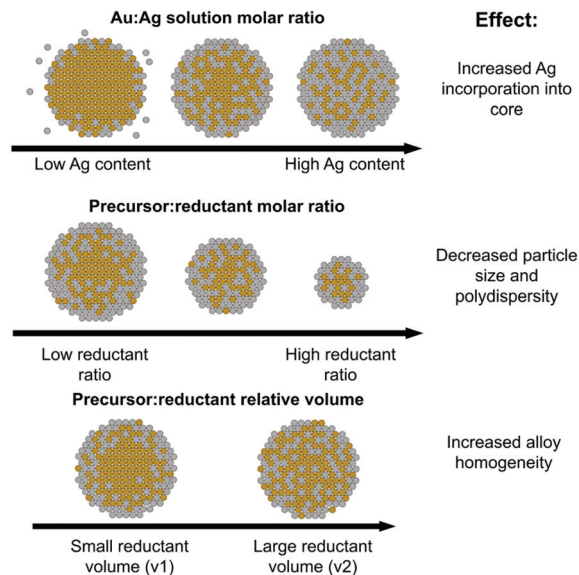 Au:Ag solution molar ratio
Effect:
Increased Ag
incorporation into
core
Low Ag content
High Ag content
Precursor:reductant molar ratio
Decreased particle
size and
polydispersity
Low reductant
ratio
High reductant
ratio
Precursor:reductant relative volume
Increased alloy
homogeneity
Small reductant
volume (v1)
Large reductant
volume (v2)